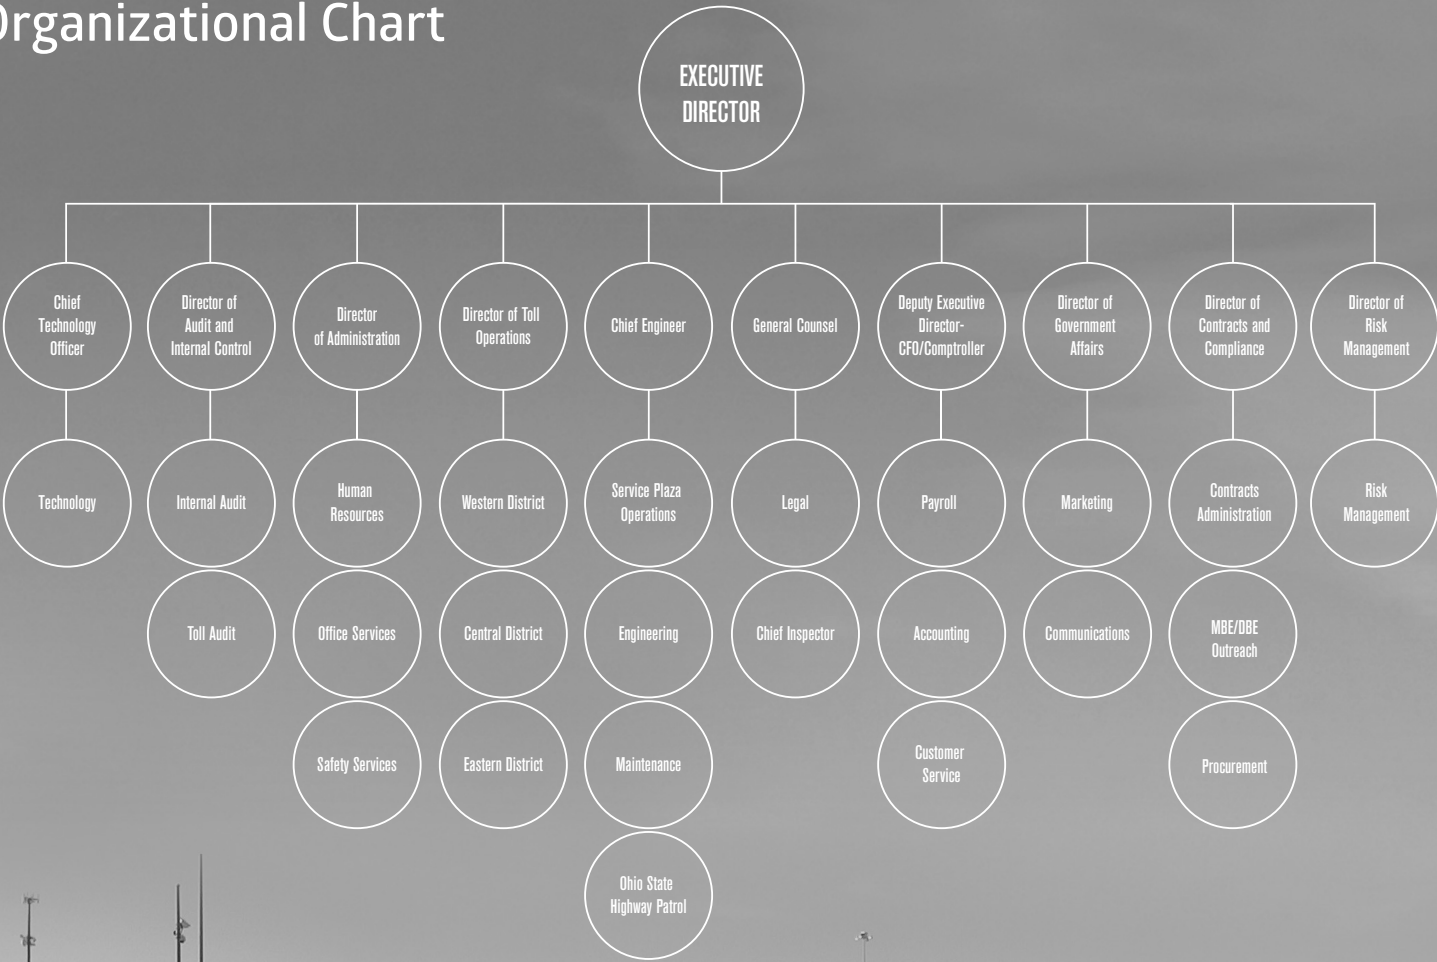 Organizational Chart
EXECUTIVE
DIRECTOR
Chief
Technology
Officer
Director of
Audit and
Internal Control
Director
of Administration
Director of Toll
Operations
Chief Engineer
General Counsel
Deputy Executive
Director-
CFO/Comptroller
Director of
Government
Affairs
Director of
Contracts and
Compliance
Director of
Risk
Management
Technology
Internal Audit
Human
Resources
Western District
Service Plaza
Operations
Legal
Payroll
Marketing
Contracts
Administration
Risk
Management
Toll Audit
Office Services
Central District
Engineering
Chief Inspector
Accounting
Communications
MBE/DBE
Outreach
Safety Services
Eastern District
Maintenance
Customer
Service
Procurement
Ohio State
Highway Patrol